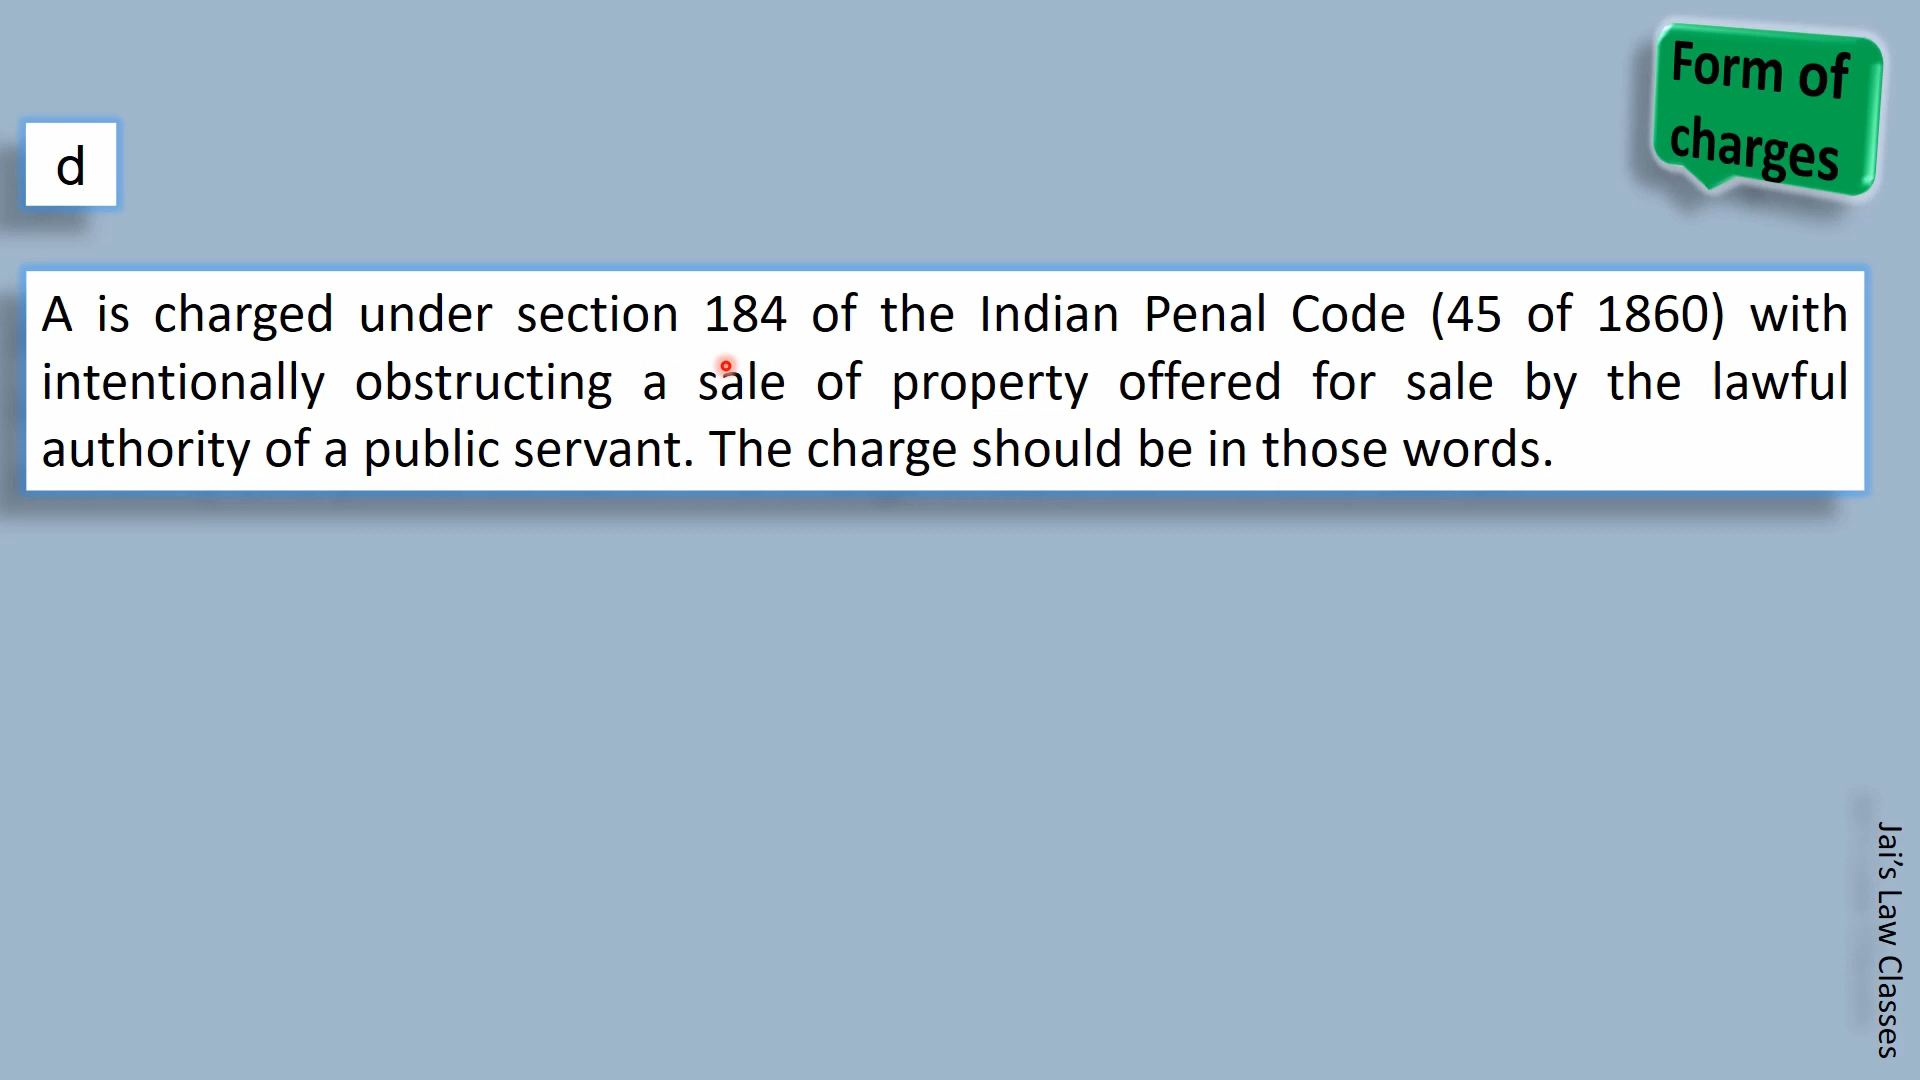 Form of
charges
d
A is charged under section 184 of the Indian Penal Code (45 of 1860) with
intentionally obstructing a sale of property offered for sale by the lawful
authority of a public servant. The charge should be in those words.
Jai’s Law Classes